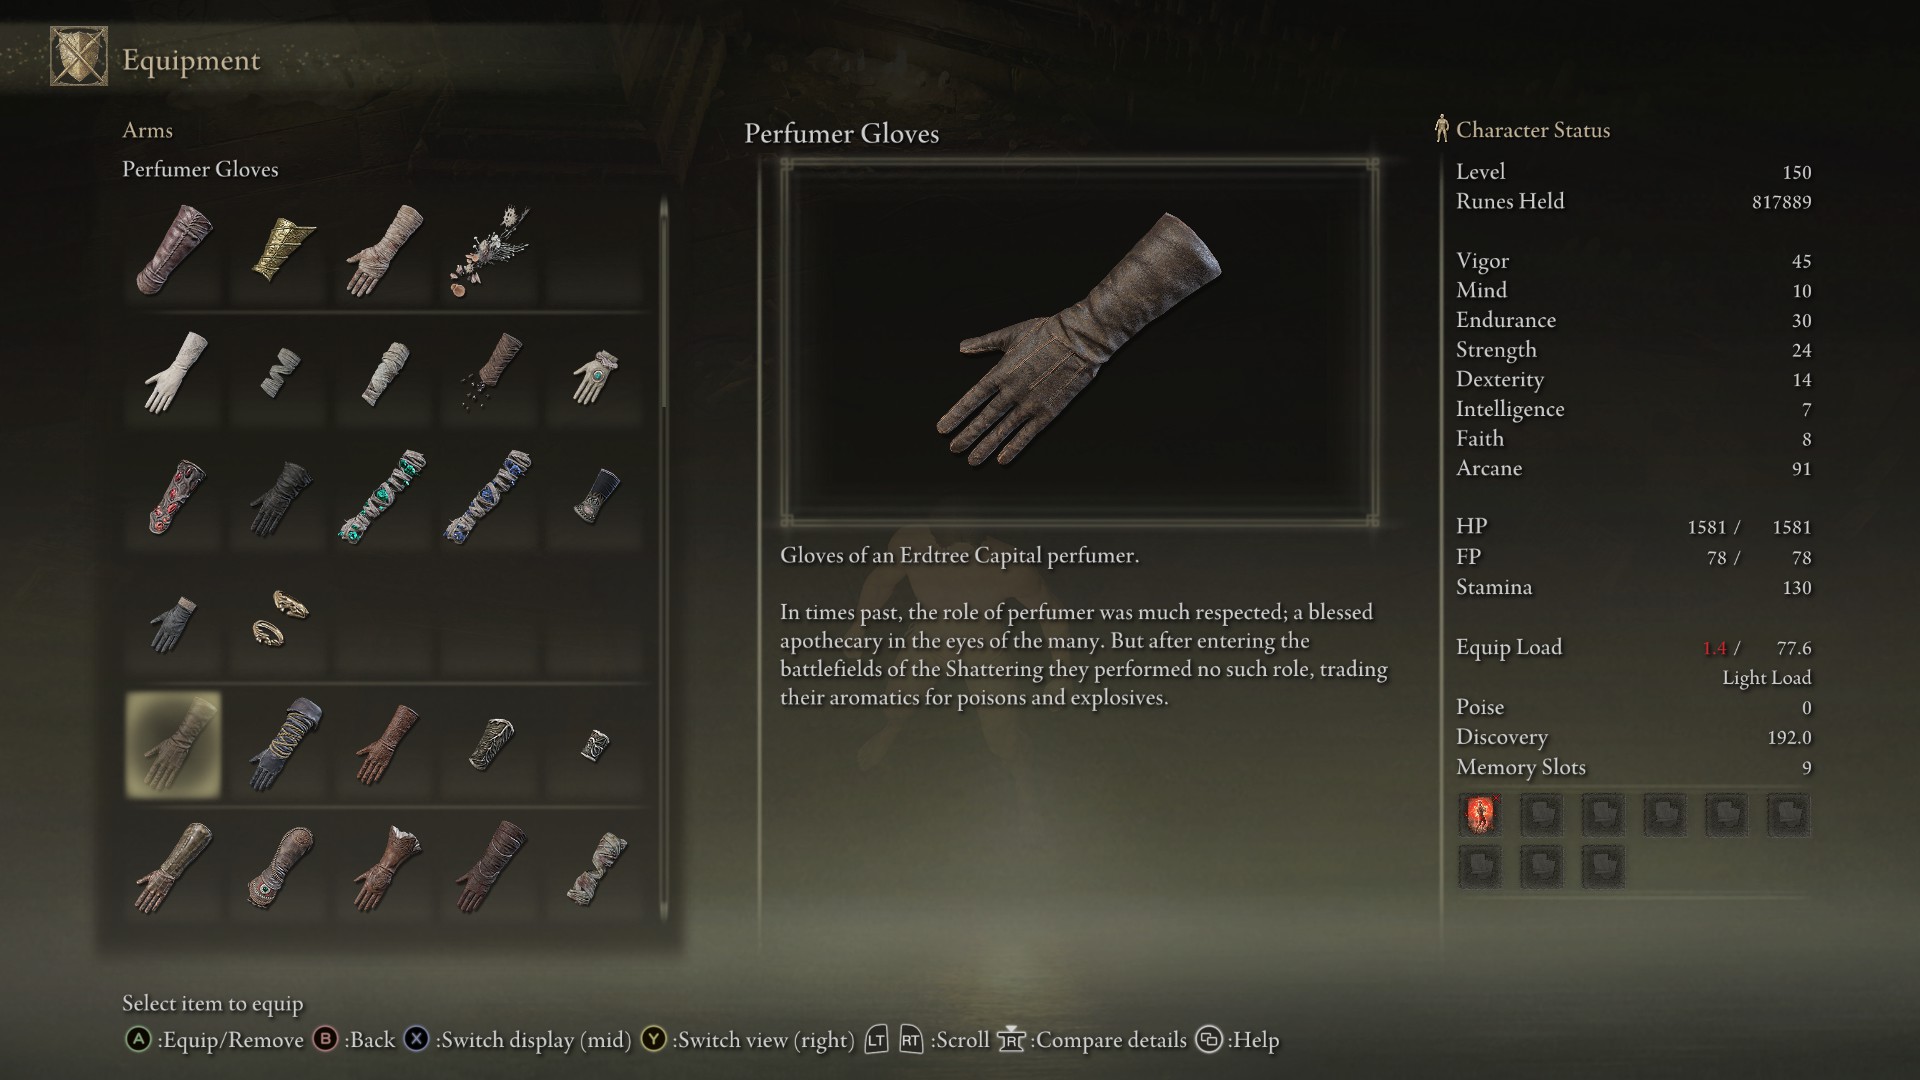 Equipment
Arms
Perfumer Gloves
Perfumer Gloves
Gloves of an Erdtree Capital perfumer.
In times past, the role of perfumer was much respected; a blessed
apothecary in the eyes of the many. But after entering the
battlefields of the Shattering they performed no such role, trading
their aromatics for poisons and explosives.
Character Status
Level 150
Runes Held 817889
Vigor 45
Mind 10
Endurance 30
Strength 24
Dexterity 14
Intelligence 7
Faith 8
Arcane 91
HP 1581 / 1581
FP 78 / 78
Stamina 130
Equip Load 1.4 / 77.6
Light Load
Poise 0
Discovery 192.0
Memory Slots 9
Select item to equip
A :Equip/Remove B :Back X :Switch display (mid) Y :Switch view (right) LT RT :Scroll R :Compare details :Help